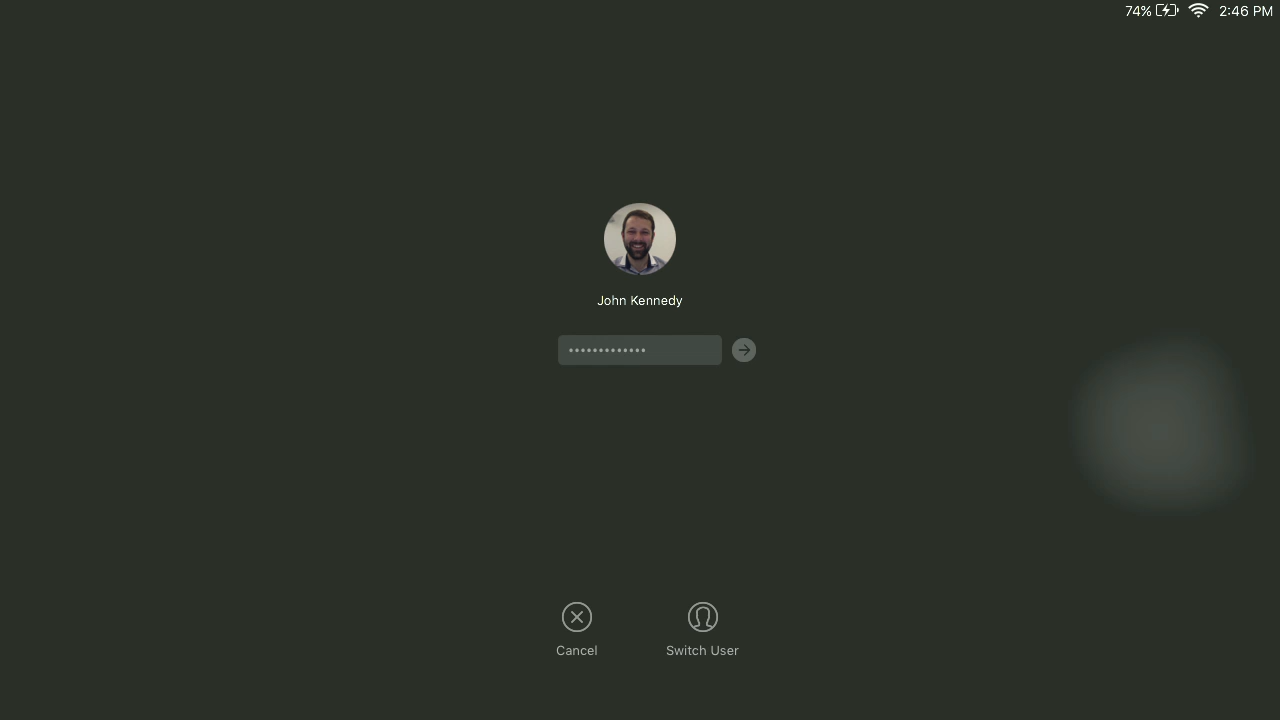 74% 2:46 PM
John Kennedy
•••••••••••••
Cancel Switch User